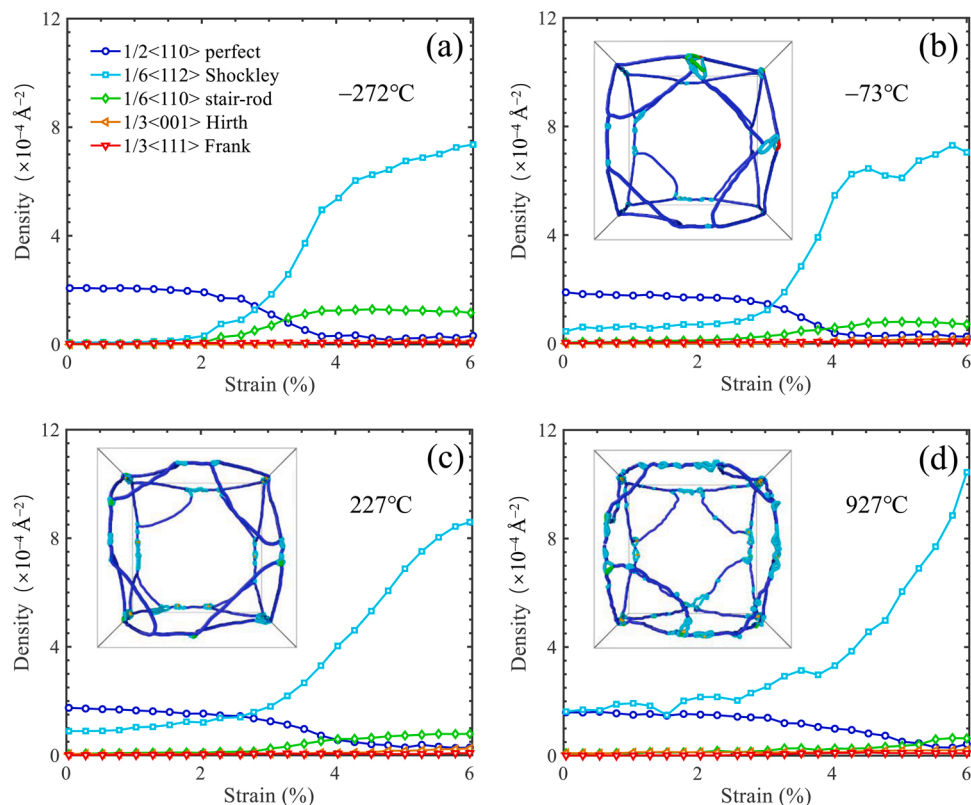 (a)
12
8
4
0
Density (×10⁻⁴ Å⁻²)
1/2<110> perfect
1/6<112> Shockley
1/6<110> stair-rod
1/3<001> Hirth
1/3<111> Frank
−272℃
0 2 4 6
Strain (%)
(b)
12
8
4
0
Density (×10⁻⁴ Å⁻²)
−73℃
0 2 4 6
Strain (%)
(c)
12
8
4
0
Density (×10⁻⁴ Å⁻²)
227℃
0 2 4 6
Strain (%)
(d)
12
8
4
0
Density (×10⁻⁴ Å⁻²)
927℃
0 2 4 6
Strain (%)